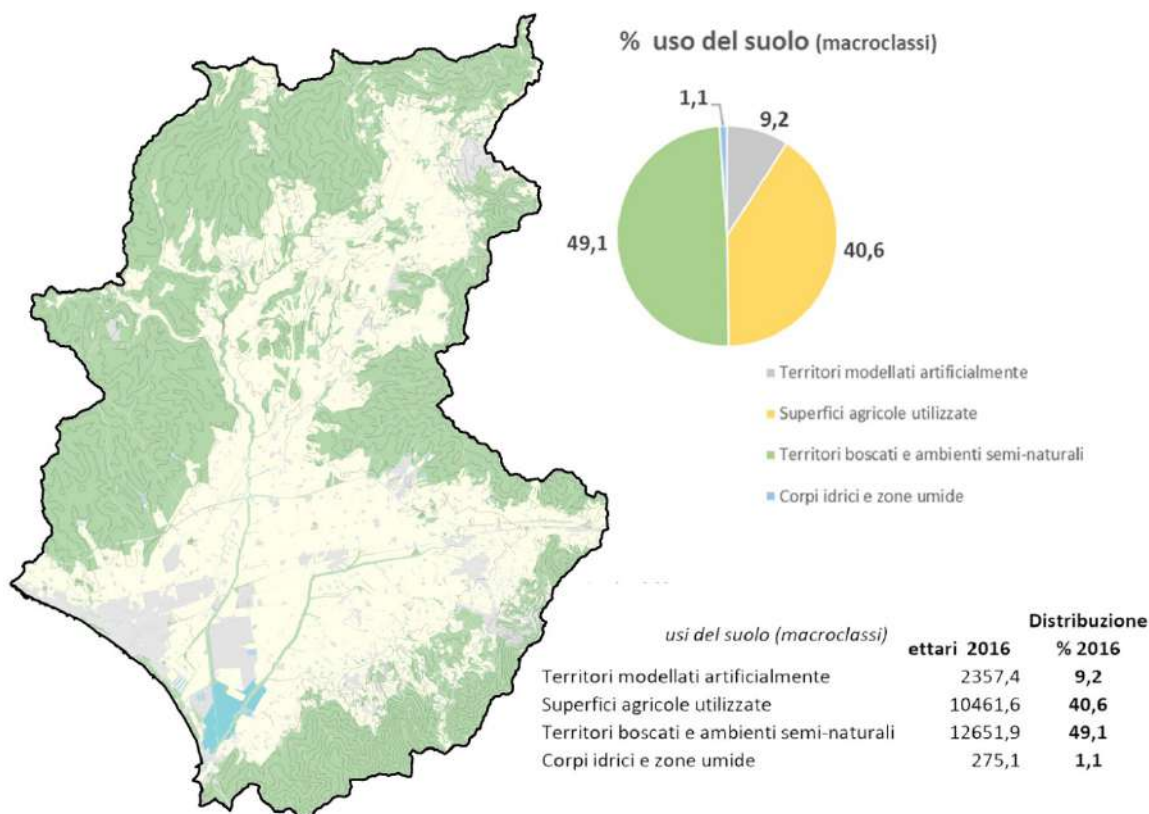 % uso del suolo (macroclassi)
1,1
9,2
49,1
40,6
Territori modellati artificialmente
Superfici agricole utilizzate
Territori boscati e ambienti semi-naturali
Corpi idrici e zone umide
usi del suolo (macroclassi) ettari 2016 Distribuzione % 2016
Territori modellati artificialmente 2357,4 9,2
Superfici agricole utilizzate 10461,6 40,6
Territori boscati e ambienti semi-naturali 12651,9 49,1
Corpi idrici e zone umide 275,1 1,1